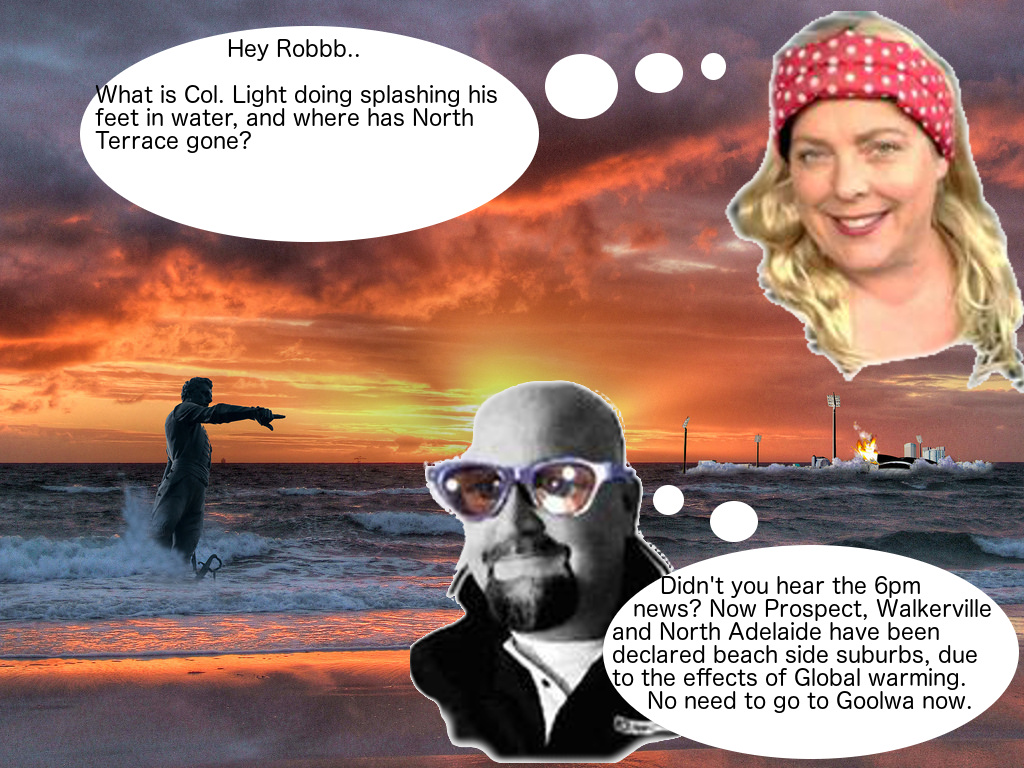 Hey Robbb..
What is Col. Light doing splashing his
feet in water, and where has North
Terrace gone?
Didn't you hear the 6pm
news? Now Prospect, Walkerville
and North Adelaide have been
declared beach side suburbs, due
to the effects of Global warming.
No need to go to Goolwa now.